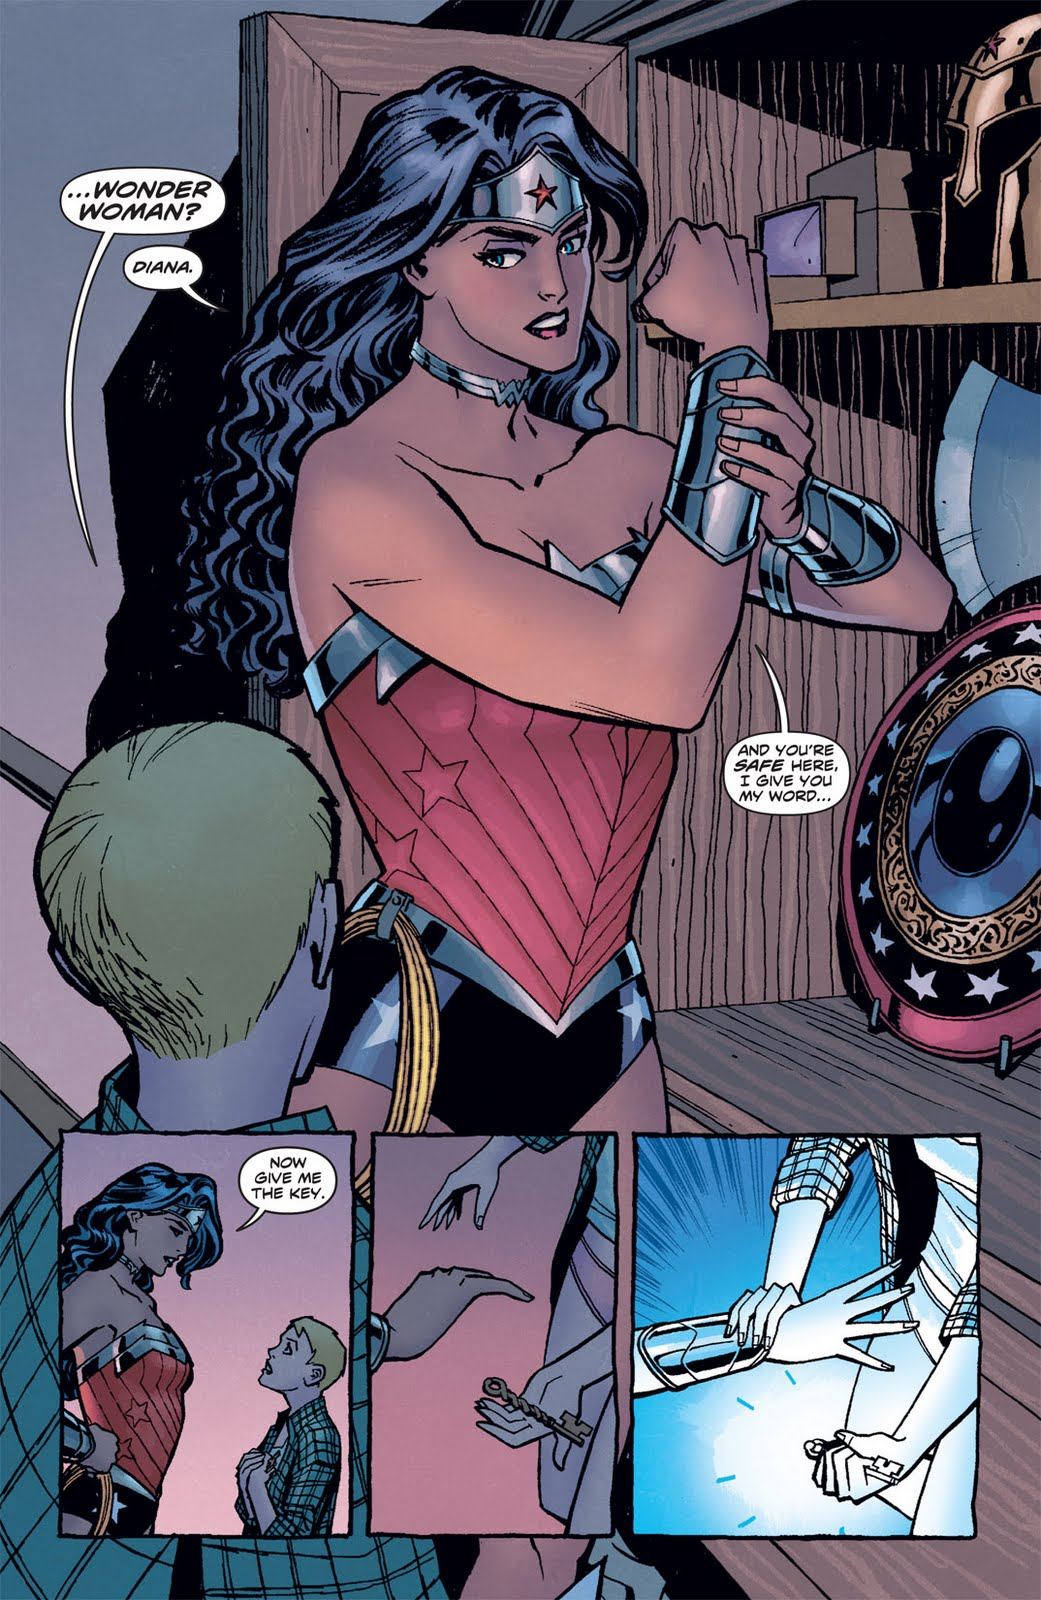 ...WONDER
WOMAN?
DIANA.
AND YOU'RE
SAFE HERE,
I GIVE YOU
MY WORD...
NOW
GIVE ME
THE KEY.